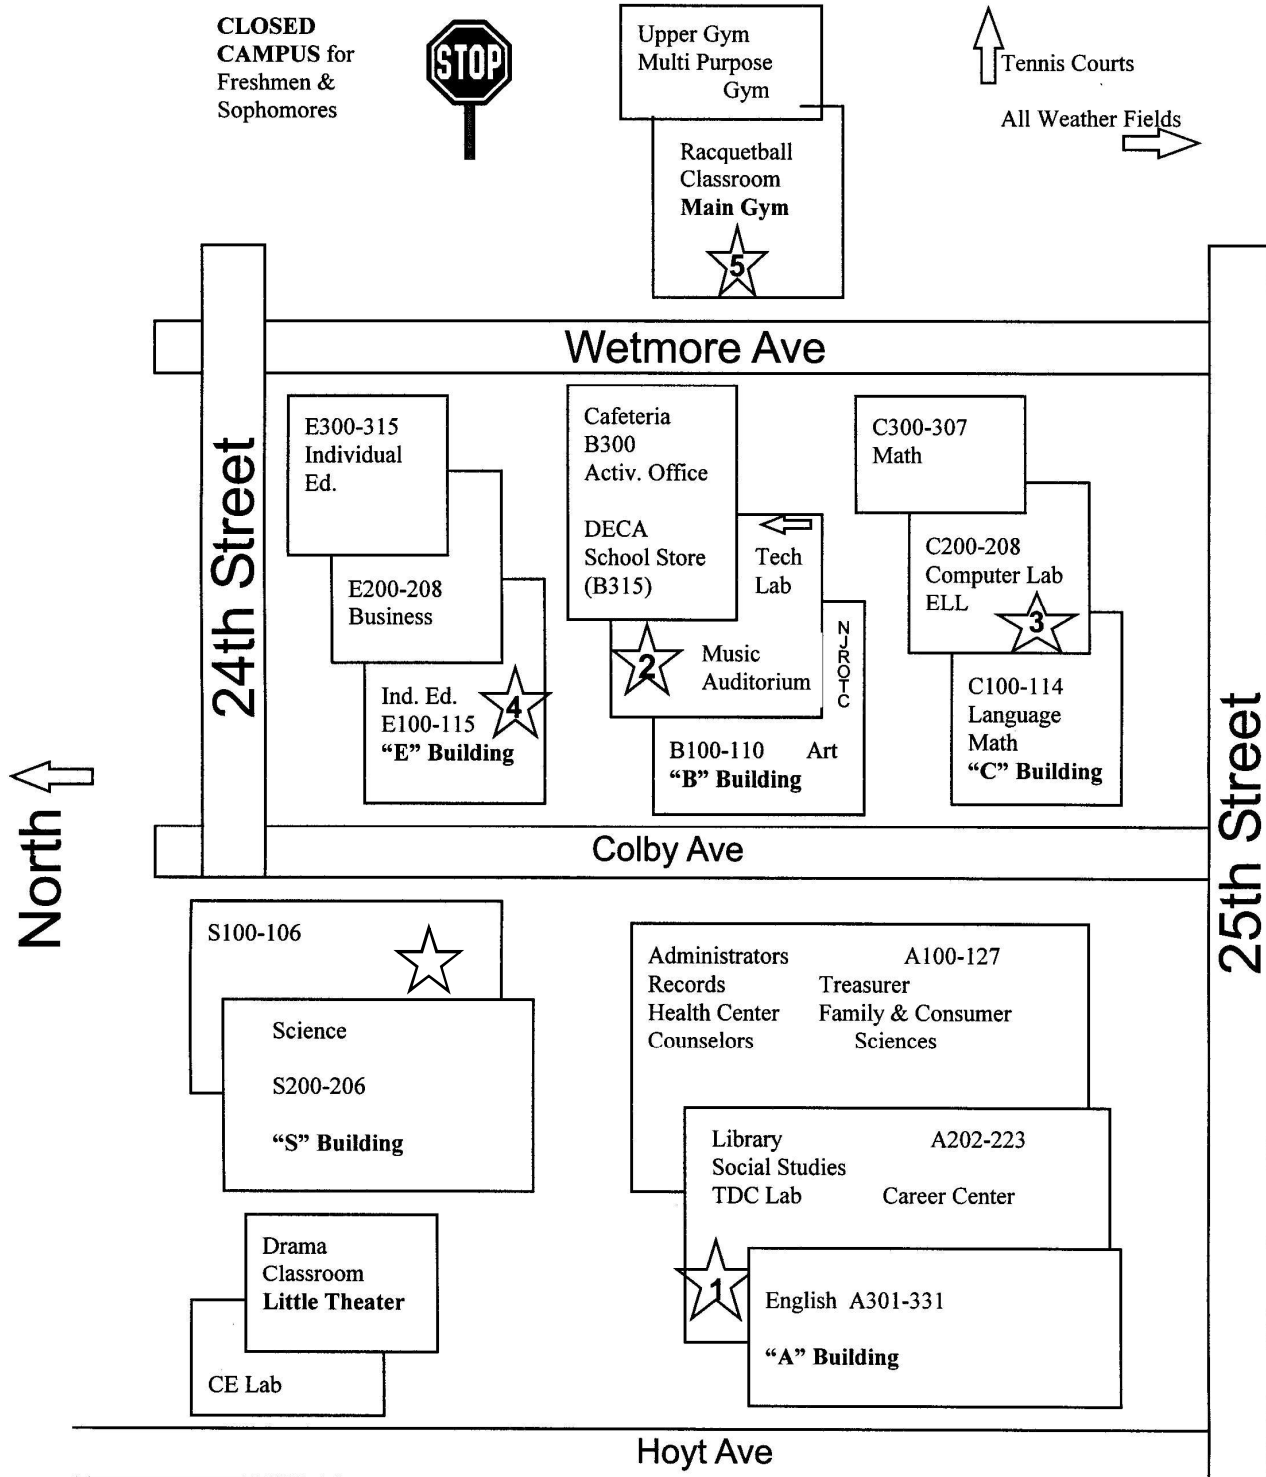 CLOSED
CAMPUS for
Freshmen &
Sophomores
STOP
Upper Gym
Multi Purpose
Gym
Tennis Courts
All Weather Fields
Racquetball
Classroom
Main Gym
5
Wetmore Ave
24th Street
25th Street
North
E300-315
Individual
Ed.
E200-208
Business
Ind. Ed.
E100-115
"E" Building
4
Cafeteria
B300
Activ. Office
DECA
School Store
(B315)
Tech
Lab
2
Music
Auditorium
NJROTC
B100-110 Art
"B" Building
C300-307
Math
C200-208
Computer Lab
ELL
3
C100-114
Language
Math
"C" Building
Colby Ave
S100-106
Science
S200-206
"S" Building
Drama
Classroom
Little Theater
CE Lab
Administrators A100-127
Records Treasurer
Health Center Family & Consumer
Counselors Sciences
Library A202-223
Social Studies
TDC Lab Career Center
1
English A301-331
"A" Building
Hoyt Ave